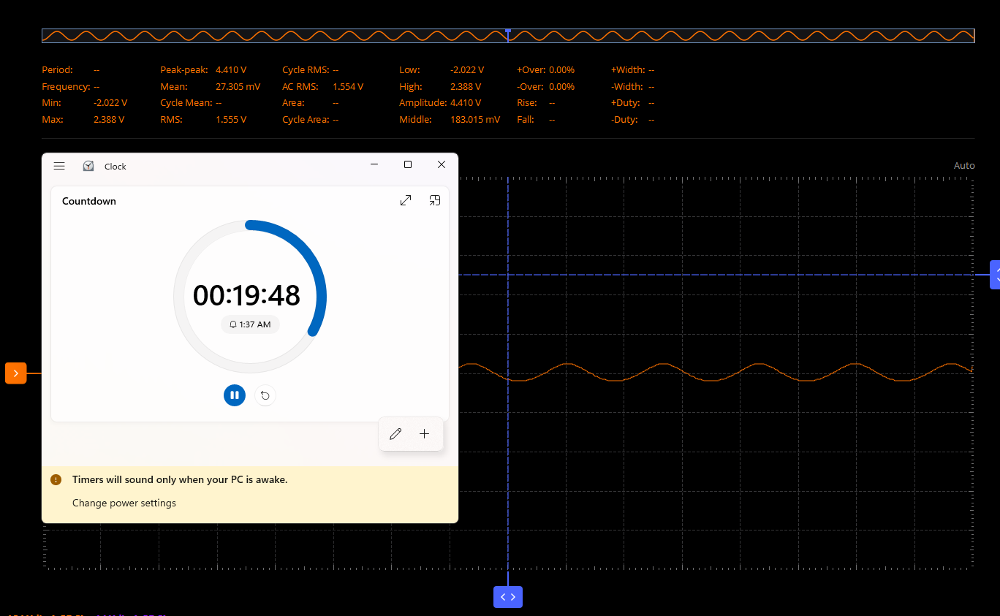 Period: -- Peak-peak: 4.410 V Cycle RMS: -- Low: -2.022 V +Over: 0.00% +Width: --
Frequency: -- Mean: 27.305 mV AC RMS: 1.554 V High: 2.388 V -Over: 0.00% -Width: --
Min: -2.022 V Cycle Mean: -- Area: -- Amplitude: 4.410 V Rise: -- +Duty: --
Max: 2.388 V RMS: 1.555 V Cycle Area: -- Middle: 183.015 mV Fall: -- -Duty: --
Clock
Auto
Countdown
00:19:48
1:37 AM
Timers will sound only when your PC is awake.
Change power settings